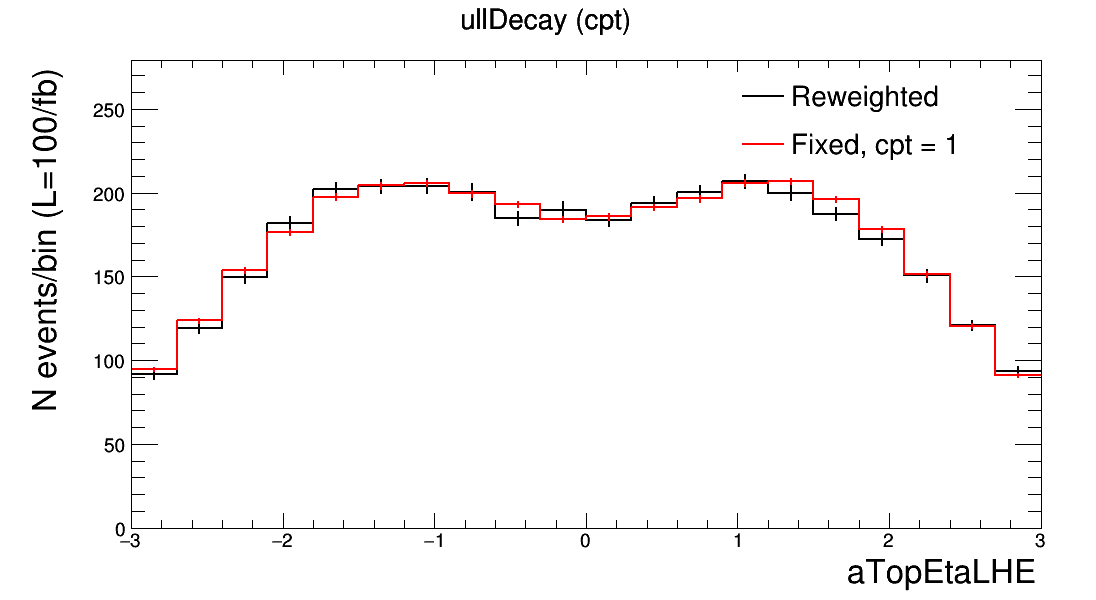 ullDecay (cpt)
N events/bin (L=100/fb)
250
200
150
100
50
0
Reweighted
Fixed, cpt = 1
−3
−2
−1
0
1
2
3
aTopEtaLHE